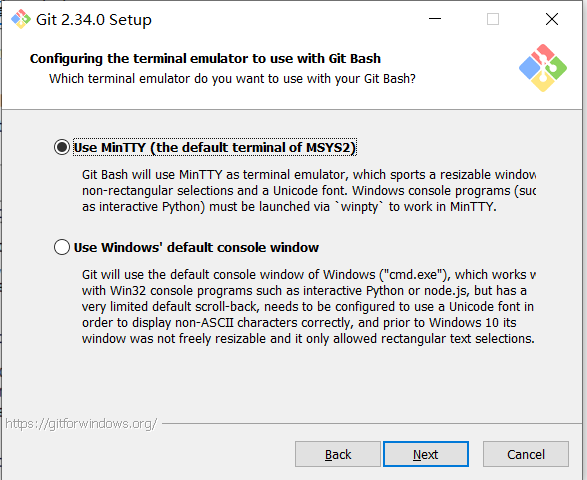 Git 2.34.0 Setup
Configuring the terminal emulator to use with Git Bash
Which terminal emulator do you want to use with your Git Bash?
Use MinTTY (the default terminal of MSYS2)
Git Bash will use MinTTY as terminal emulator, which sports a resizable window
non-rectangular selections and a Unicode font. Windows console programs (suc
as interactive Python) must be launched via `winpty` to work in MinTTY.
Use Windows' default console window
Git will use the default console window of Windows ("cmd.exe"), which works w
with Win32 console programs such as interactive Python or node.js, but has a
very limited default scroll-back, needs to be configured to use a Unicode font in
order to display non-ASCII characters correctly, and prior to Windows 10 its
window was not freely resizable and it only allowed rectangular text selections.
https://gitforwindows.org/
Back Next Cancel